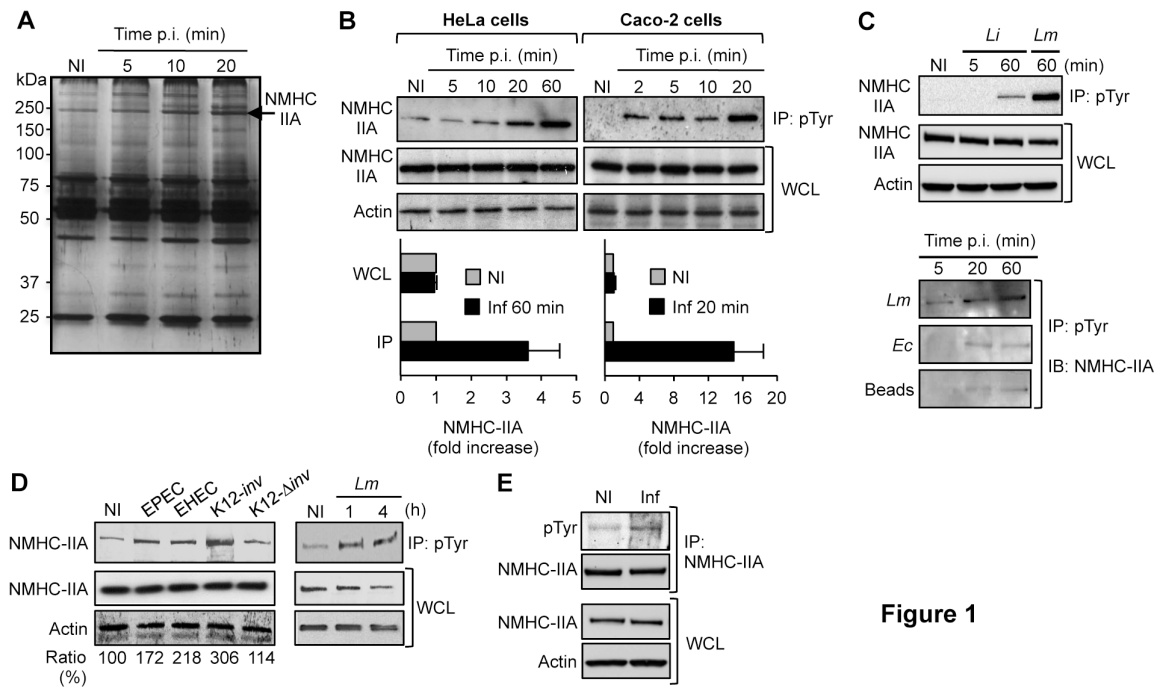 A
Time p.i. (min)
kDa NI 5 10 20
250
150
100
75
50
37
25
NMHC
IIA
B
HeLa cells Caco-2 cells
Time p.i. (min) Time p.i. (min)
NI 5 10 20 60 NI 2 5 10 20
NMHC
IIA
IP: pTyr
NMHC
IIA
Actin
WCL
WCL
IP
NI
Inf 60 min
NI
Inf 20 min
0 1 2 3 4 5 0 4 8 12 16 20
NMHC-IIA
(fold increase)
NMHC-IIA
(fold increase)
C
Li Lm
NI 5 60 60 (min)
NMHC
IIA
IP: pTyr
NMHC
IIA
Actin
WCL
Time p.i. (min)
5 20 60
Lm
Ec
Beads
IP: pTyr
IB: NMHC-IIA
D
NI EPEC EHEC K12-inv K12-Δinv
Lm
NI 1 4 (h)
NMHC-IIA
IP: pTyr
NMHC-IIA
Actin
WCL
Ratio
(%)
100 172 218 306 114
E
NI Inf
pTyr
NMHC-IIA
IP:
NMHC-IIA
NMHC-IIA
Actin
WCL
Figure 1